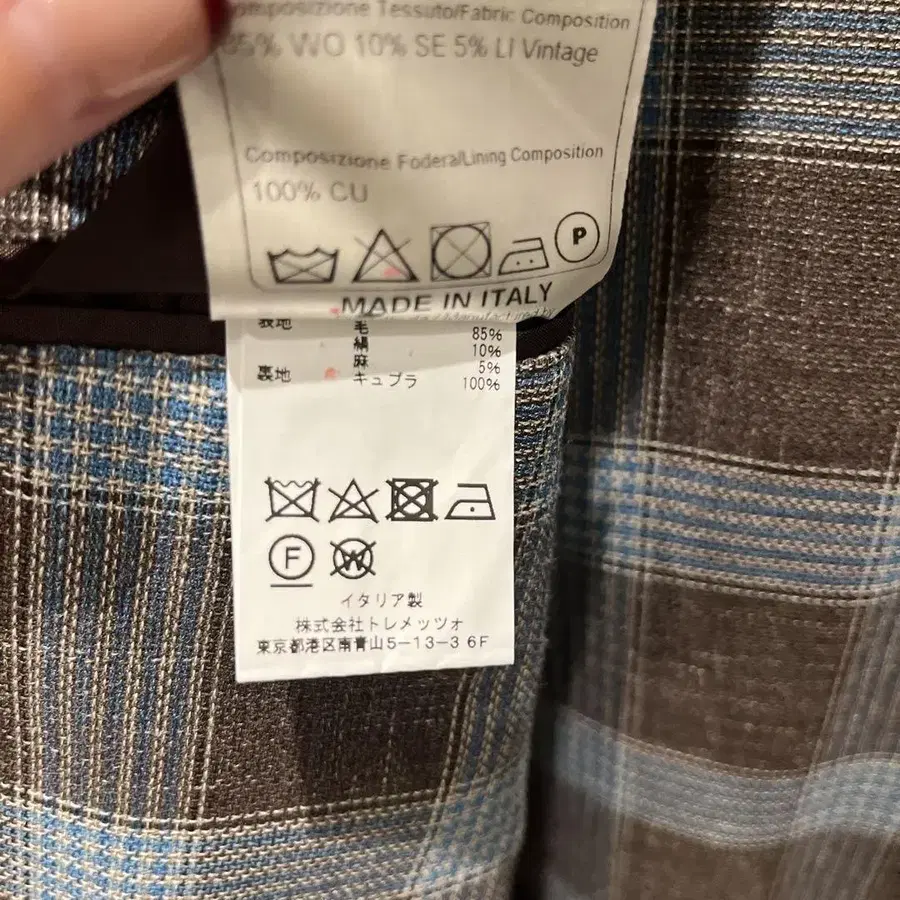 Composizione Tessuto/Fabric Composition
85% WO 10% SE 5% LI Vintage
Composizione Fodera/Lining Composition
100% CU
P
MADE IN ITALY
/Manufactured by
表地 毛 85%
絹 10%
麻 5%
裏地 キュプラ 100%
F W
イタリア製
株式会社トレメッツォ
東京都港区南青山5-13-3 6F